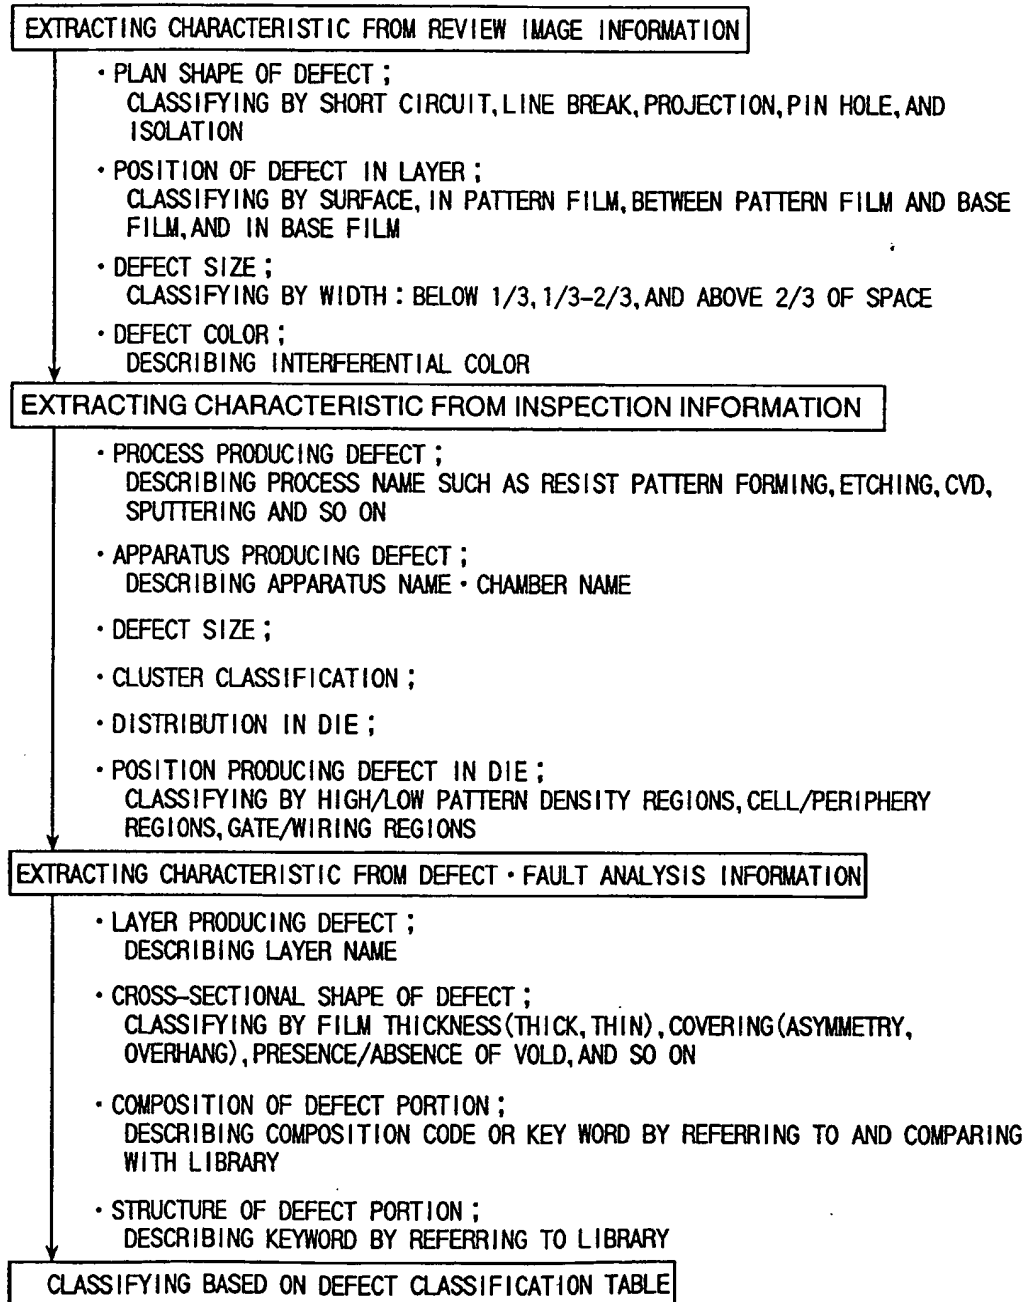 EXTRACTING CHARACTERISTIC FROM REVIEW IMAGE INFORMATION
・PLAN SHAPE OF DEFECT;
CLASSIFYING BY SHORT CIRCUIT, LINE BREAK, PROJECTION, PIN HOLE, AND
ISOLATION
・POSITION OF DEFECT IN LAYER;
CLASSIFYING BY SURFACE, IN PATTERN FILM, BETWEEN PATTERN FILM AND BASE
FILM, AND IN BASE FILM
・DEFECT SIZE;
CLASSIFYING BY WIDTH: BELOW 1/3, 1/3-2/3, AND ABOVE 2/3 OF SPACE
・DEFECT COLOR;
DESCRIBING INTERFERENTIAL COLOR
EXTRACTING CHARACTERISTIC FROM INSPECTION INFORMATION
・PROCESS PRODUCING DEFECT;
DESCRIBING PROCESS NAME SUCH AS RESIST PATTERN FORMING, ETCHING, CVD,
SPUTTERING AND SO ON
・APPARATUS PRODUCING DEFECT;
DESCRIBING APPARATUS NAME・CHAMBER NAME
・DEFECT SIZE;
・CLUSTER CLASSIFICATION;
・DISTRIBUTION IN DIE;
・POSITION PRODUCING DEFECT IN DIE;
CLASSIFYING BY HIGH/LOW PATTERN DENSITY REGIONS, CELL/PERIPHERY
REGIONS, GATE/WIRING REGIONS
EXTRACTING CHARACTERISTIC FROM DEFECT・FAULT ANALYSIS INFORMATION
・LAYER PRODUCING DEFECT;
DESCRIBING LAYER NAME
・CROSS-SECTIONAL SHAPE OF DEFECT;
CLASSIFYING BY FILM THICKNESS(THICK, THIN), COVERING(ASYMMETRY,
OVERHANG), PRESENCE/ABSENCE OF VOLD, AND SO ON
・COMPOSITION OF DEFECT PORTION;
DESCRIBING COMPOSITION CODE OR KEY WORD BY REFERRING TO AND COMPARING
WITH LIBRARY
・STRUCTURE OF DEFECT PORTION;
DESCRIBING KEYWORD BY REFERRING TO LIBRARY
CLASSIFYING BASED ON DEFECT CLASSIFICATION TABLE